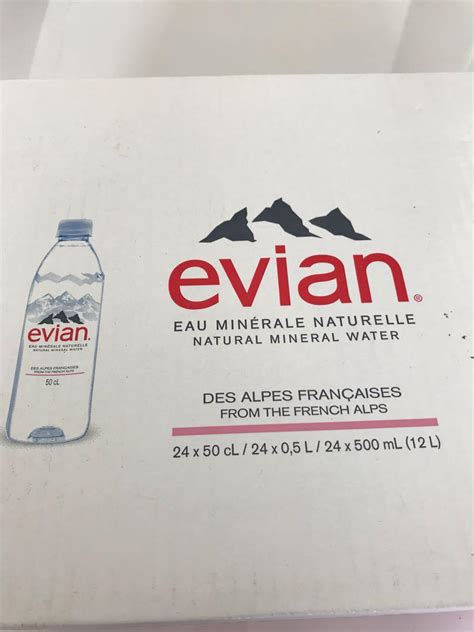 evian®
EAU MINÉRALE NATURELLE
NATURAL MINERAL WATER
DES ALPES FRANÇAISES
FROM THE FRENCH ALPS
24 x 50 cL / 24 x 0,5 L / 24 x 500 mL (12 L)
evian.
EAU MINÉRALE NATURELLE
NATURAL MINERAL WATER
DES ALPES FRANÇAISES
FROM THE FRENCH ALPS
50 cL